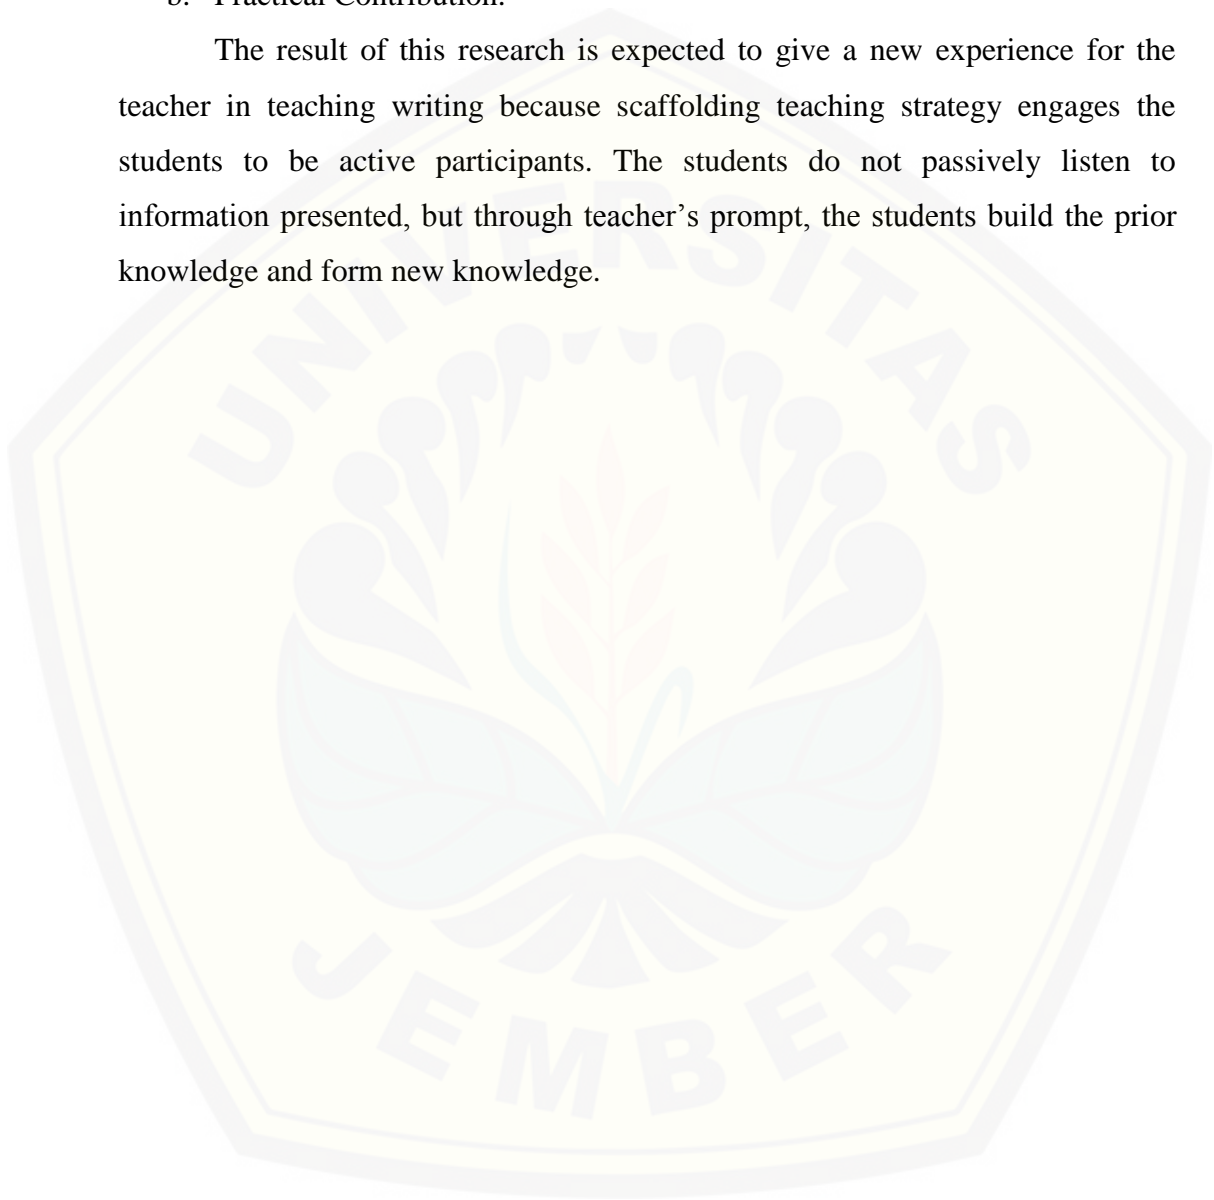 b. Practical Contribution.
The result of this research is expected to give a new experience for the
teacher in teaching writing because scaffolding teaching strategy engages the
students to be active participants. The students do not passively listen to
information presented, but through teacher’s prompt, the students build the prior
knowledge and form new knowledge.
UNIVERSITAS
JEMBER